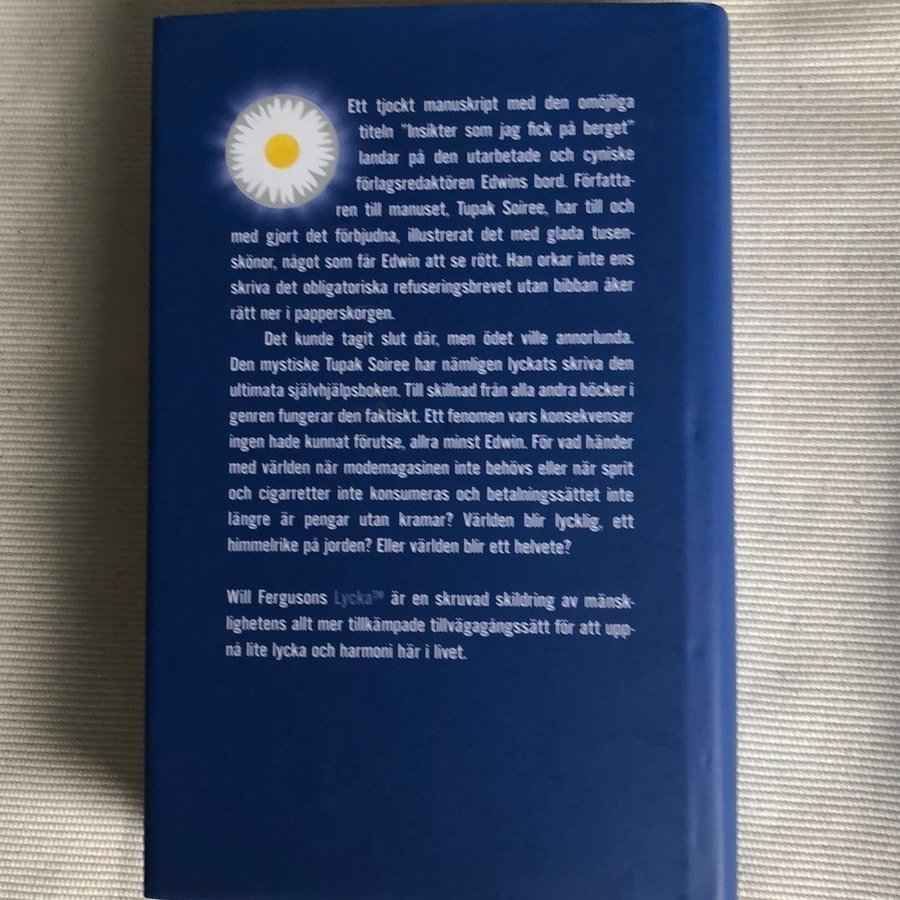 Ett tjockt manuskript med den omöjliga
titeln "Insikter som jag fick på berget"
landar på den utarbetade och cyniske
förlagsredaktören Edwins bord. Författa-
ren till manuset, Tupak Soiree, har till och
med gjort det förbjudna, illustrerat det med glada tusen-
skönor, något som får Edwin att se rött. Han orkar inte ens
skriva det obligatoriska refuseringsbrevet utan bibban åker
rätt ner i papperskorgen.
Det kunde tagit slut där, men ödet ville annorlunda.
Den mystiske Tupak Soiree har nämligen lyckats skriva den
ultimata självhjälpsboken. Till skillnad från alla andra böcker i
genren fungerar den faktiskt. Ett fenomen vars konsekvenser
ingen hade kunnat förutse, allra minst Edwin. För vad händer
med världen när modemagasinen inte behövs eller när sprit
och cigarretter inte konsumeras och betalningssättet inte
längre är pengar utan kramar? Världen blir lycklig, ett
himmelrike på jorden? Eller världen blir ett helvete?
Will Fergusons Lycka™ är en skruvad skildring av mänsk-
lighetens allt mer tillkämpade tillvägagångssätt för att upp-
nå lite lycka och harmoni här i livet.